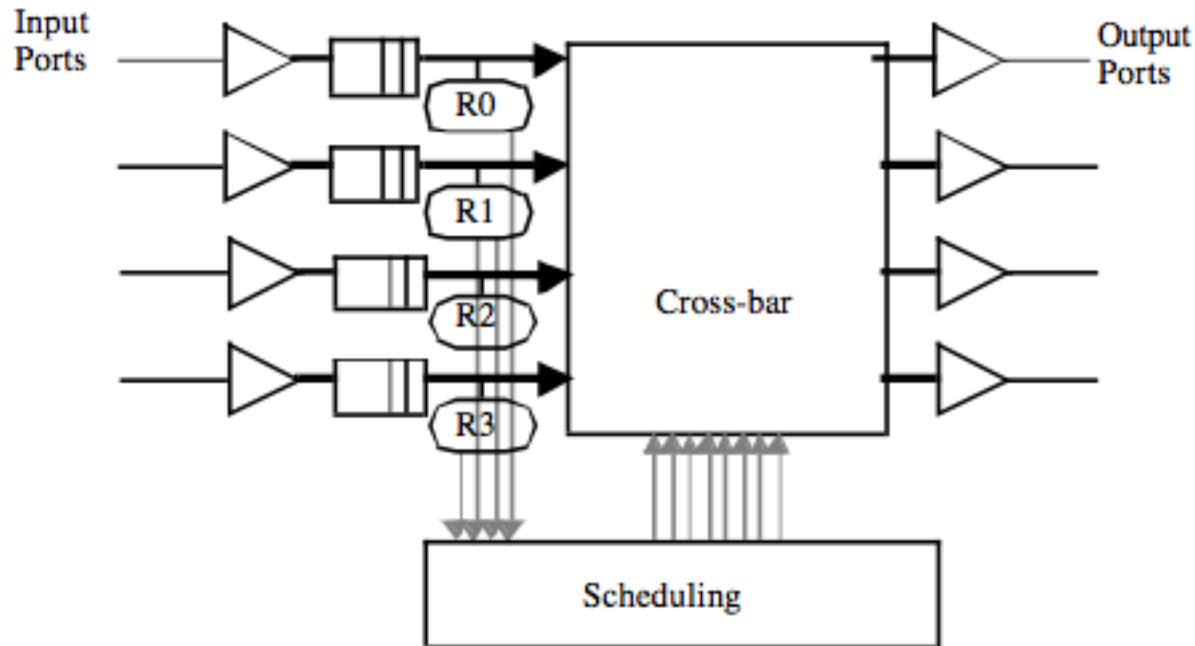 Input
Ports
Output
Ports
R0
R1
R2
Cross-bar
R3
Scheduling